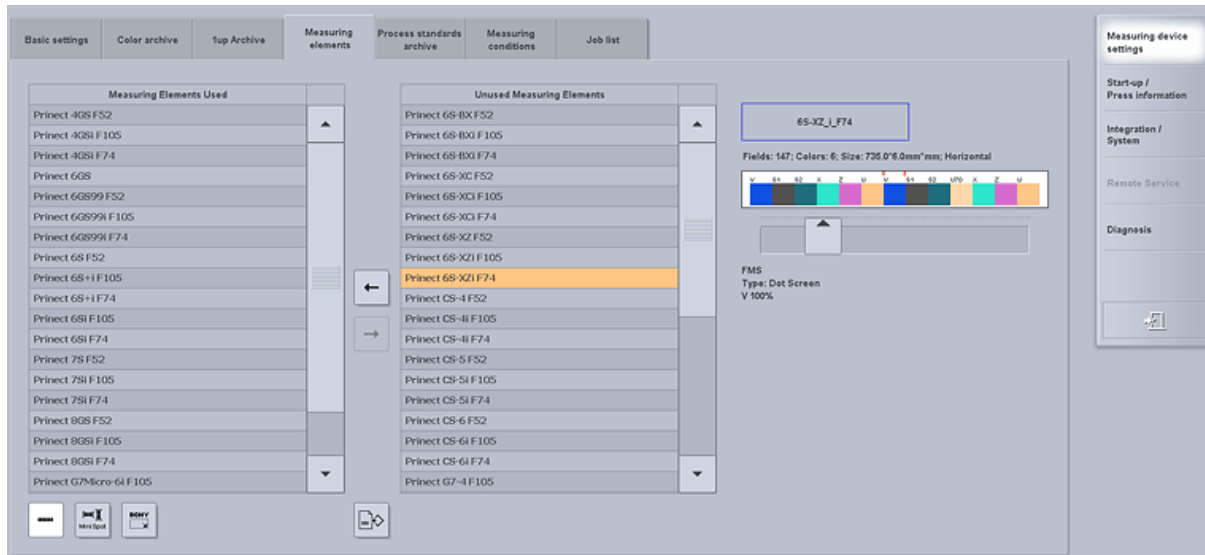 Basic settings
Color archive
1up Archive
Measuring
elements
Process standards
archive
Measuring
conditions
Job list
Measuring device
settings
Start-up /
Press information
Integration /
System
Remote Service
Diagnosis
Measuring Elements Used
Prinect 4GS F52
Prinect 4GSi F105
Prinect 4GSi F74
Prinect 6GS
Prinect 6GS99 F52
Prinect 6GS99i F105
Prinect 6GS99i F74
Prinect 6S F52
Prinect 6S+i F105
Prinect 6S+i F74
Prinect 6Si F105
Prinect 6Si F74
Prinect 7S F52
Prinect 7Si F105
Prinect 7Si F74
Prinect 8GS F52
Prinect 8GSi F105
Prinect 8GSi F74
Prinect G7Micro-6i F105
Mini Spot
Unused Measuring Elements
Prinect 6S-BX F52
Prinect 6S-BXi F105
Prinect 6S-BXi F74
Prinect 6S-XC F52
Prinect 6S-XCi F105
Prinect 6S-XCi F74
Prinect 6S-XZ F52
Prinect 6S-XZi F105
Prinect 6S-XZi F74
Prinect CS-4 F52
Prinect CS-4i F105
Prinect CS-4i F74
Prinect CS-5 F52
Prinect CS-5i F105
Prinect CS-5i F74
Prinect CS-6 F52
Prinect CS-6i F105
Prinect CS-6i F74
Prinect G7-4 F105
6S-XZ_i_F74
Fields: 147; Colors: 6; Size: 735.0*6.0mm*mm; Horizontal
V S1 S2 X Z U V S1 S2 U70 X Z U
FMS
Type: Dot Screen
V 100%